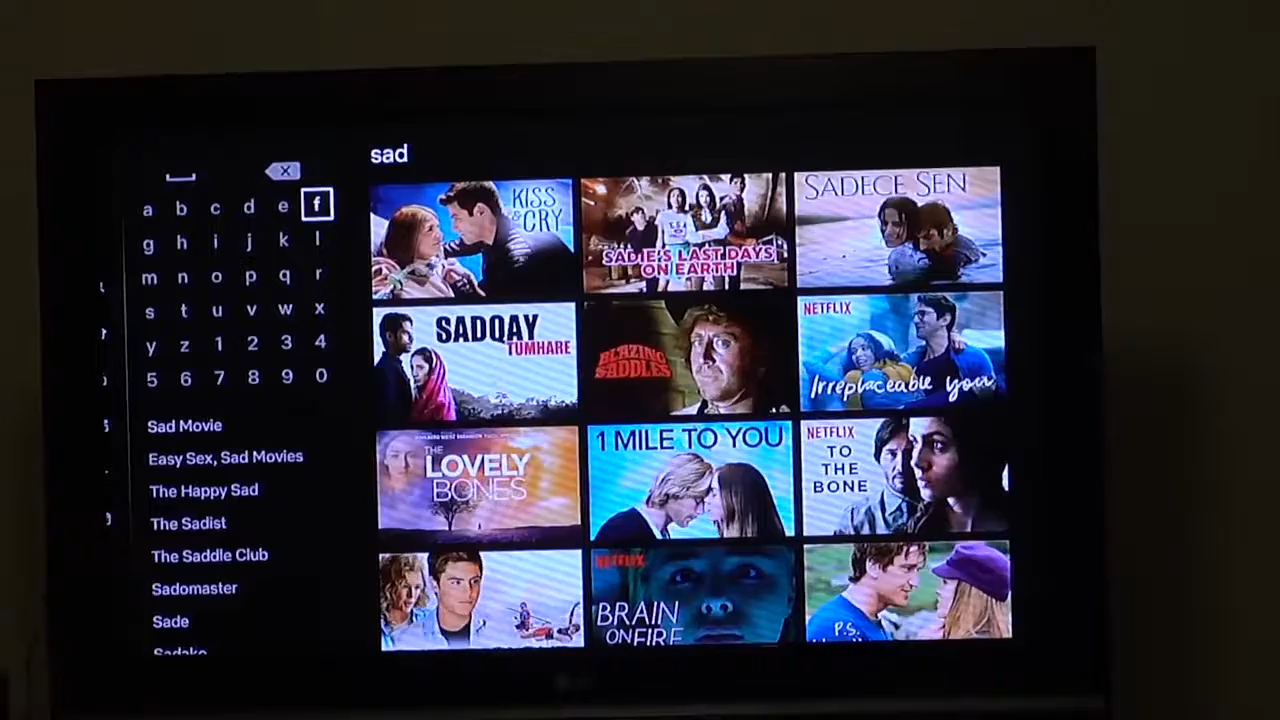 sad
a b c d e f
g h i j k l
m n o p q r
s t u v w x
y z 1 2 3 4
5 6 7 8 9 0
Sad Movie
Easy Sex, Sad Movies
The Happy Sad
The Sadist
The Saddle Club
Sadomaster
Sade
Sadako
KISS
& CRY
SADIE'S LAST DAYS
ON EARTH
SADECE SEN
SADQAY
TUMHARE
BLAZING
SADDLES
NETFLIX
Irreplaceable you
THE
LOVELY
BONES
1 MILE TO YOU
NETFLIX
TO
THE
BONE
NETFLIX
BRAIN
ON FIRE
P.S.